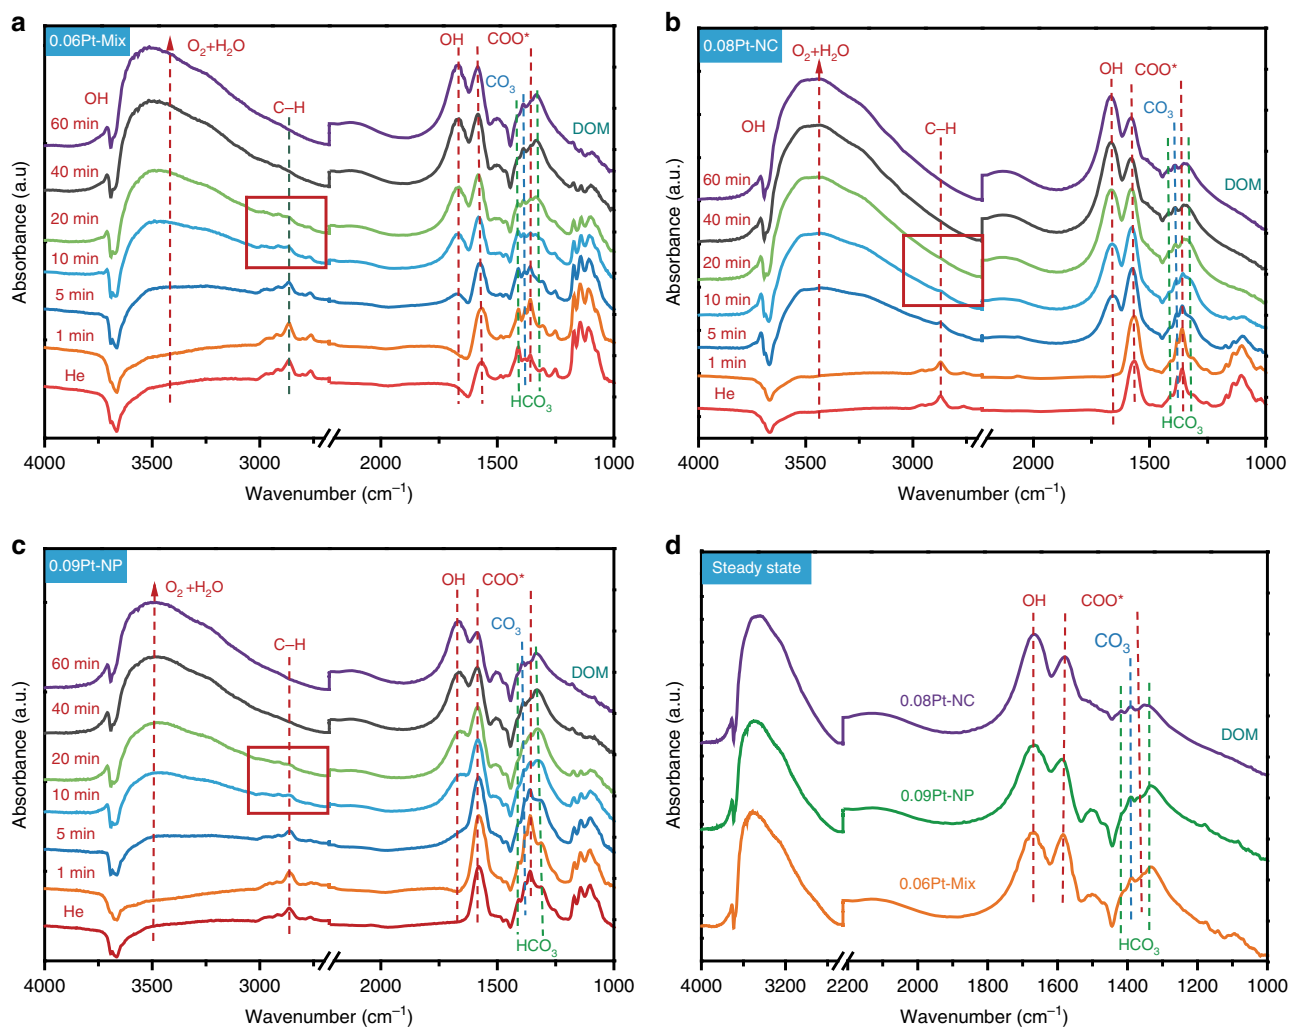 a
0.06Pt-Mix
O2+H2O
OH
COO*
CO3
C–H
OH
DOM
60 min
40 min
20 min
10 min
5 min
1 min
He
HCO3
Absorbance (a.u)
4000 3500 3000 2000 1500 1000
Wavenumber (cm−1)
b
0.08Pt-NC
O2+H2O
OH
COO*
CO3
C–H
OH
DOM
60 min
40 min
20 min
10 min
5 min
1 min
He
HCO3
Absorbance (a.u.)
4000 3500 3000 2000 1500 1000
Wavenumber (cm−1)
c
0.09Pt-NP
O2 +H2O
OH
COO*
CO3
C–H
DOM
60 min
40 min
20 min
10 min
5 min
1 min
He
HCO3
Absorbance (a.u.)
4000 3500 3000 2000 1500 1000
Wavenumber (cm−1)
d
Steady state
OH
COO*
CO3
0.08Pt-NC
DOM
0.09Pt-NP
0.06Pt-Mix
HCO3
Absorbance (a.u.)
4000 3200 2200 2000 1800 1600 1400 1200 1000
Wavenumber (cm−1)